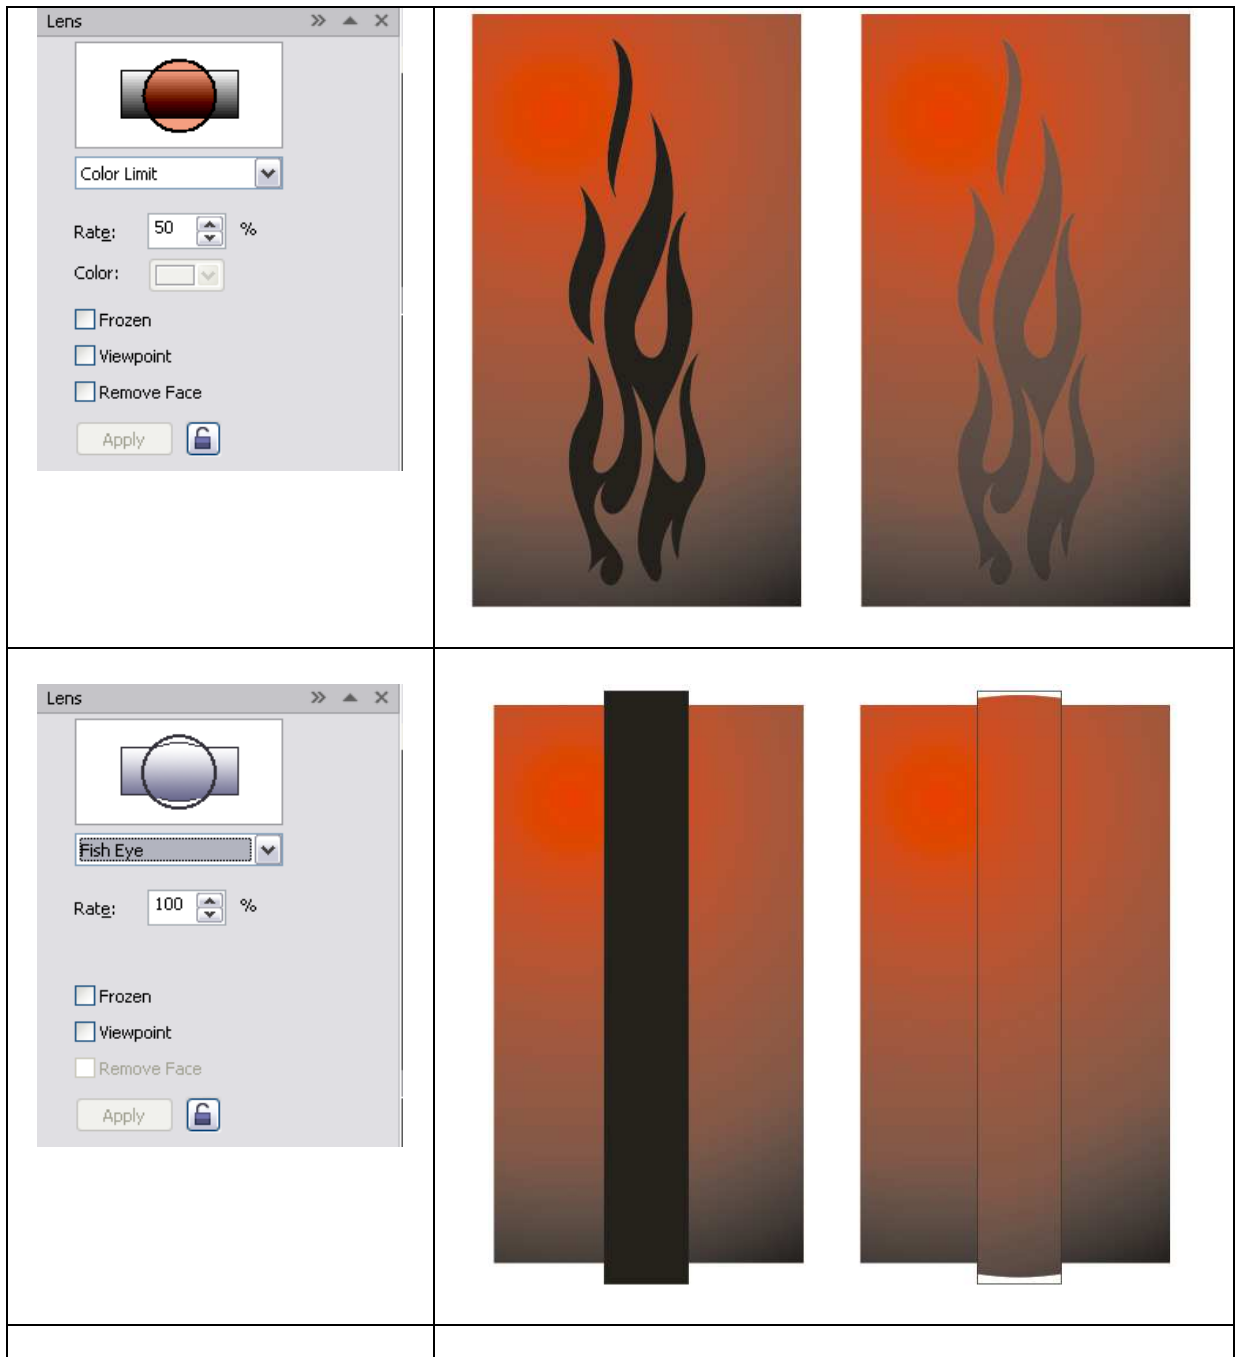 Lens
Color Limit
Rate: 50 %
Color:
Frozen
Viewpoint
Remove Face
Apply
Lens
Fish Eye
Rate: 100 %
Frozen
Viewpoint
Remove Face
Apply